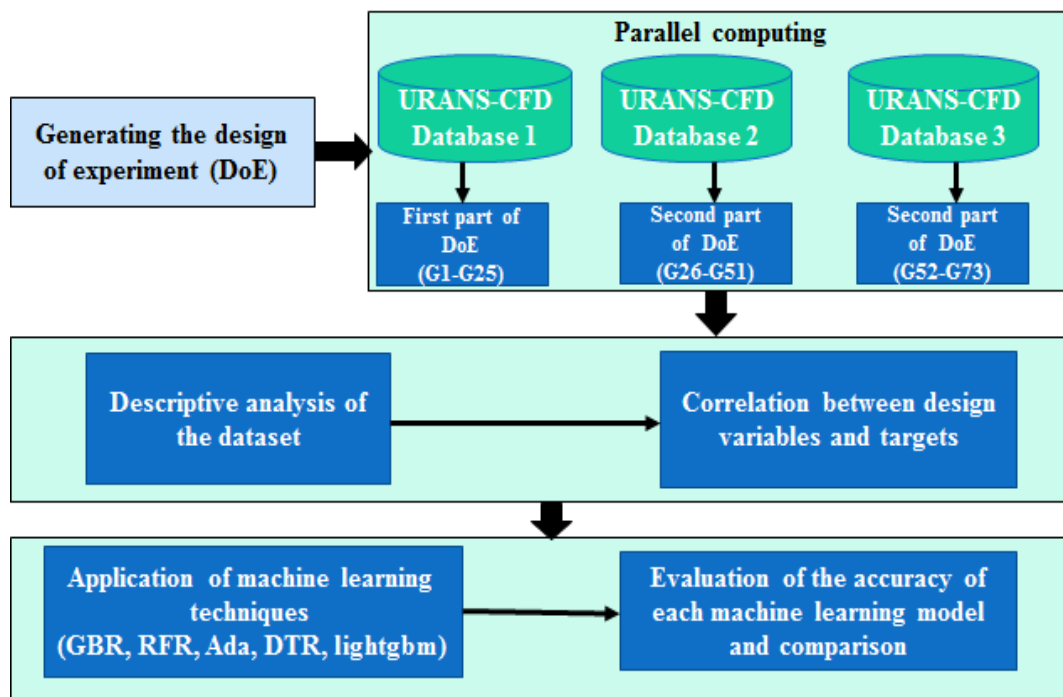 Parallel computing
Generating the design
of experiment (DoE)
URANS-CFD
Database 1
URANS-CFD
Database 2
URANS-CFD
Database 3
First part of
DoE
(G1-G25)
Second part
of DoE
(G26-G51)
Second part
of DoE
(G52-G73)
Descriptive analysis of
the dataset
Correlation between design
variables and targets
Application of machine learning
techniques
(GBR, RFR, Ada, DTR, lightgbm)
Evaluation of the accuracy of
each machine learning model
and comparison